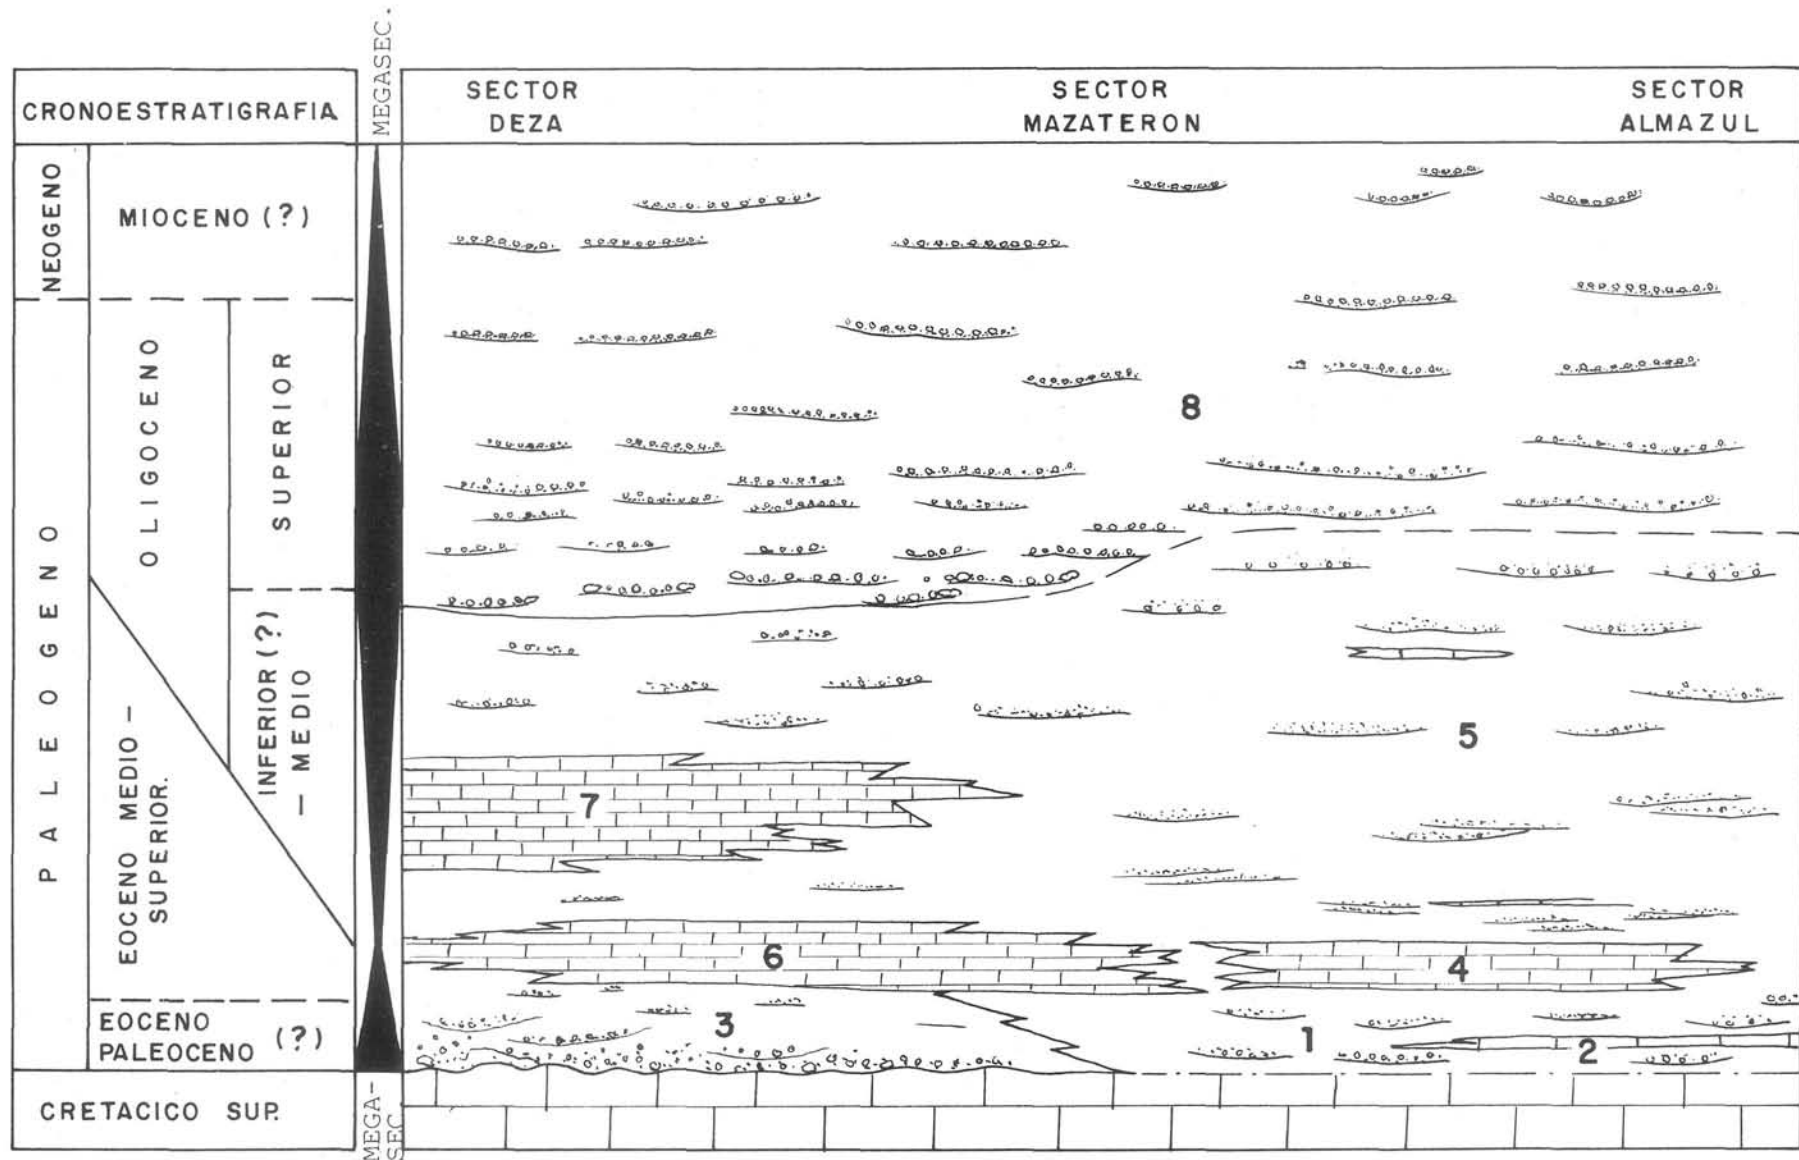 CRONOESTRATIGRAFIA
MEGASEC.
SECTOR
DEZA
SECTOR
MAZATERON
SECTOR
ALMAZUL
NEOGENO
MIOCENO (?)
PALEOGENO
OLIGOCENO
SUPERIOR
INFERIOR (?)
— MEDIO —
EOCENO MEDIO —
SUPERIOR.
EOCENO
PALEOCENO (?)
CRETACICO SUP.
MEGA-
SEC
8
5
7
6
4
3
1
2